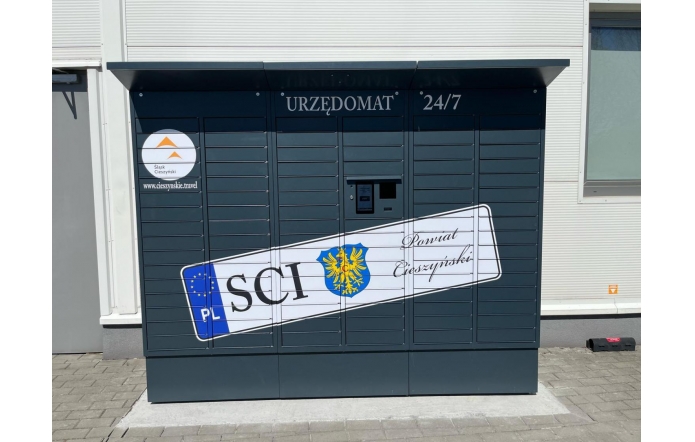 URZĘDOMAT 24/7
Śląsk
Cieszyński
www.cieszynskie.travel
PL SCI Powiat
Cieszyński